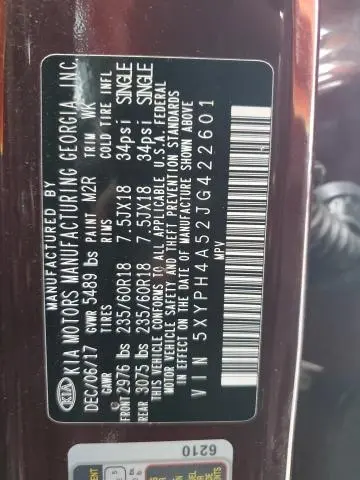 MANUFACTURED BY
KIA MOTORS MANUFACTURING GEORGIA, INC.
DEC/06/17 GVWR 5489 lbs PAINT M2R TRIM WK
GAWR TIRES RIMS COLD TIRE INFL
FRONT 2976 lbs 235/60R18 7.5JX18 34psi SINGLE
REAR 3075 lbs 235/60R18 7.5JX18 34psi SINGLE
THIS VEHICLE CONFORMS TO ALL APPLICABLE U.S.A. FEDERAL
MOTOR VEHICLE SAFETY AND THEFT PREVENTION STANDARDS
IN EFFECT ON THE DATE OF MANUFACTURE SHOWN ABOVE
VIN 5XYPH4A52JG422601
MPV
KIA
6210